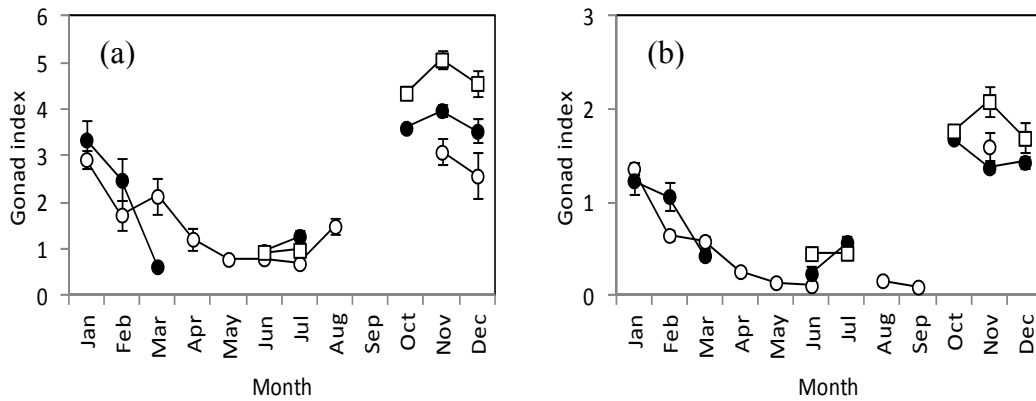 (a)
Gonad index
6
5
4
3
2
1
0
Jan
Feb
Mar
Apr
May
Jun
Jul
Aug
Sep
Oct
Nov
Dec
Month
(b)
Gonad index
3
2
1
0
Jan
Feb
Mar
Apr
May
Jun
Jul
Aug
Sep
Oct
Nov
Dec
Month